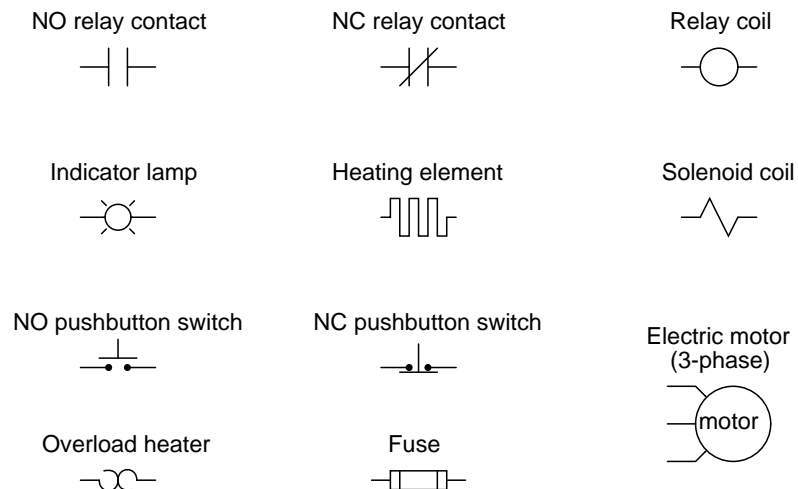 NO relay contact
NC relay contact
Relay coil
Indicator lamp
Heating element
Solenoid coil
NO pushbutton switch
NC pushbutton switch
Electric motor
(3-phase)
motor
Overload heater
Fuse